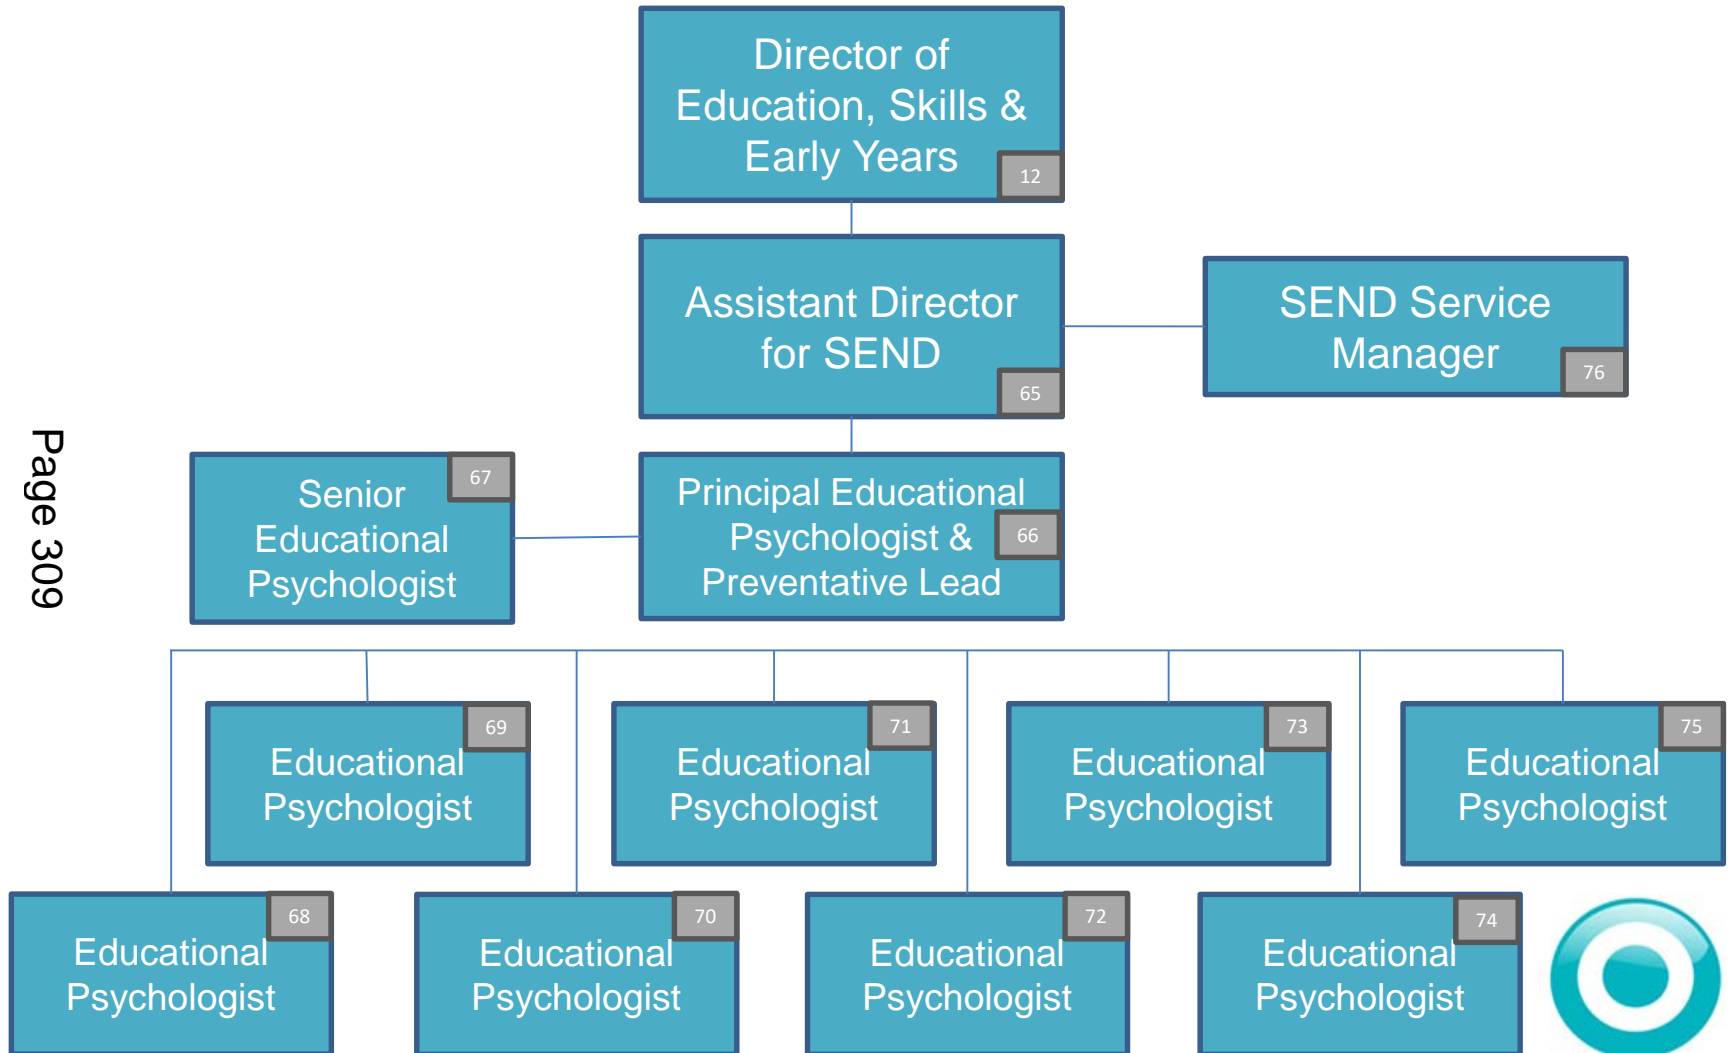 Director of
Education, Skills &
Early Years
12
Assistant Director
for SEND
65
SEND Service
Manager
76
Page 309
Senior
Educational
Psychologist
67
Principal Educational
Psychologist &
Preventative Lead
66
Educational
Psychologist
69
Educational
Psychologist
71
Educational
Psychologist
73
Educational
Psychologist
75
Educational
Psychologist
68
Educational
Psychologist
70
Educational
Psychologist
72
Educational
Psychologist
74